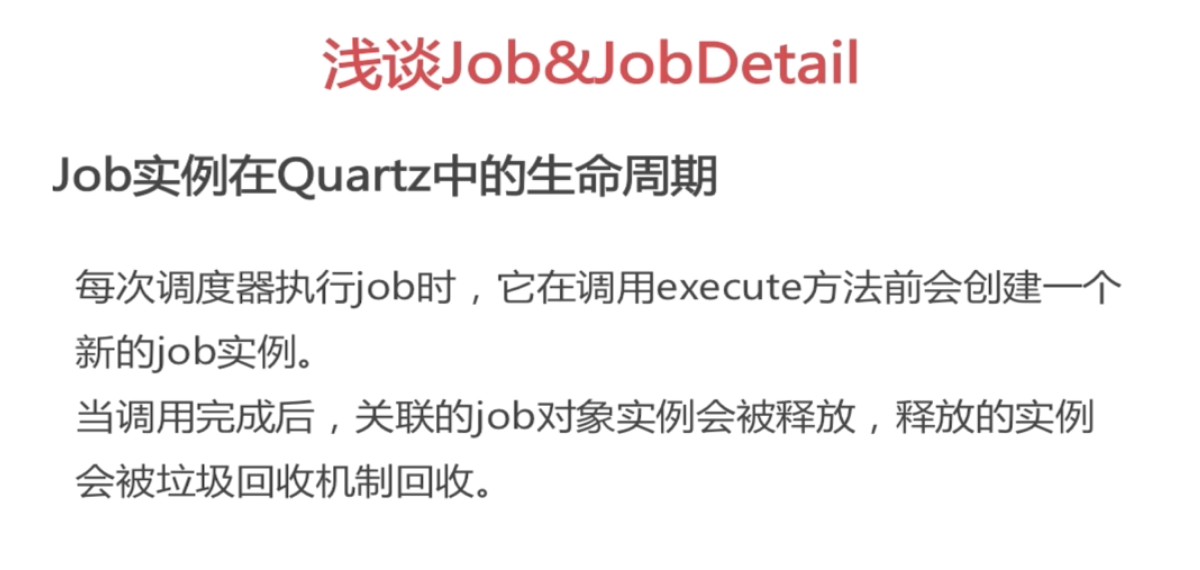 浅谈Job&JobDetail
Job实例在Quartz中的生命周期
每次调度器执行job时，它在调用execute方法前会创建一个
新的job实例。
当调用完成后，关联的job对象实例会被释放，释放的实例
会被垃圾回收机制回收。